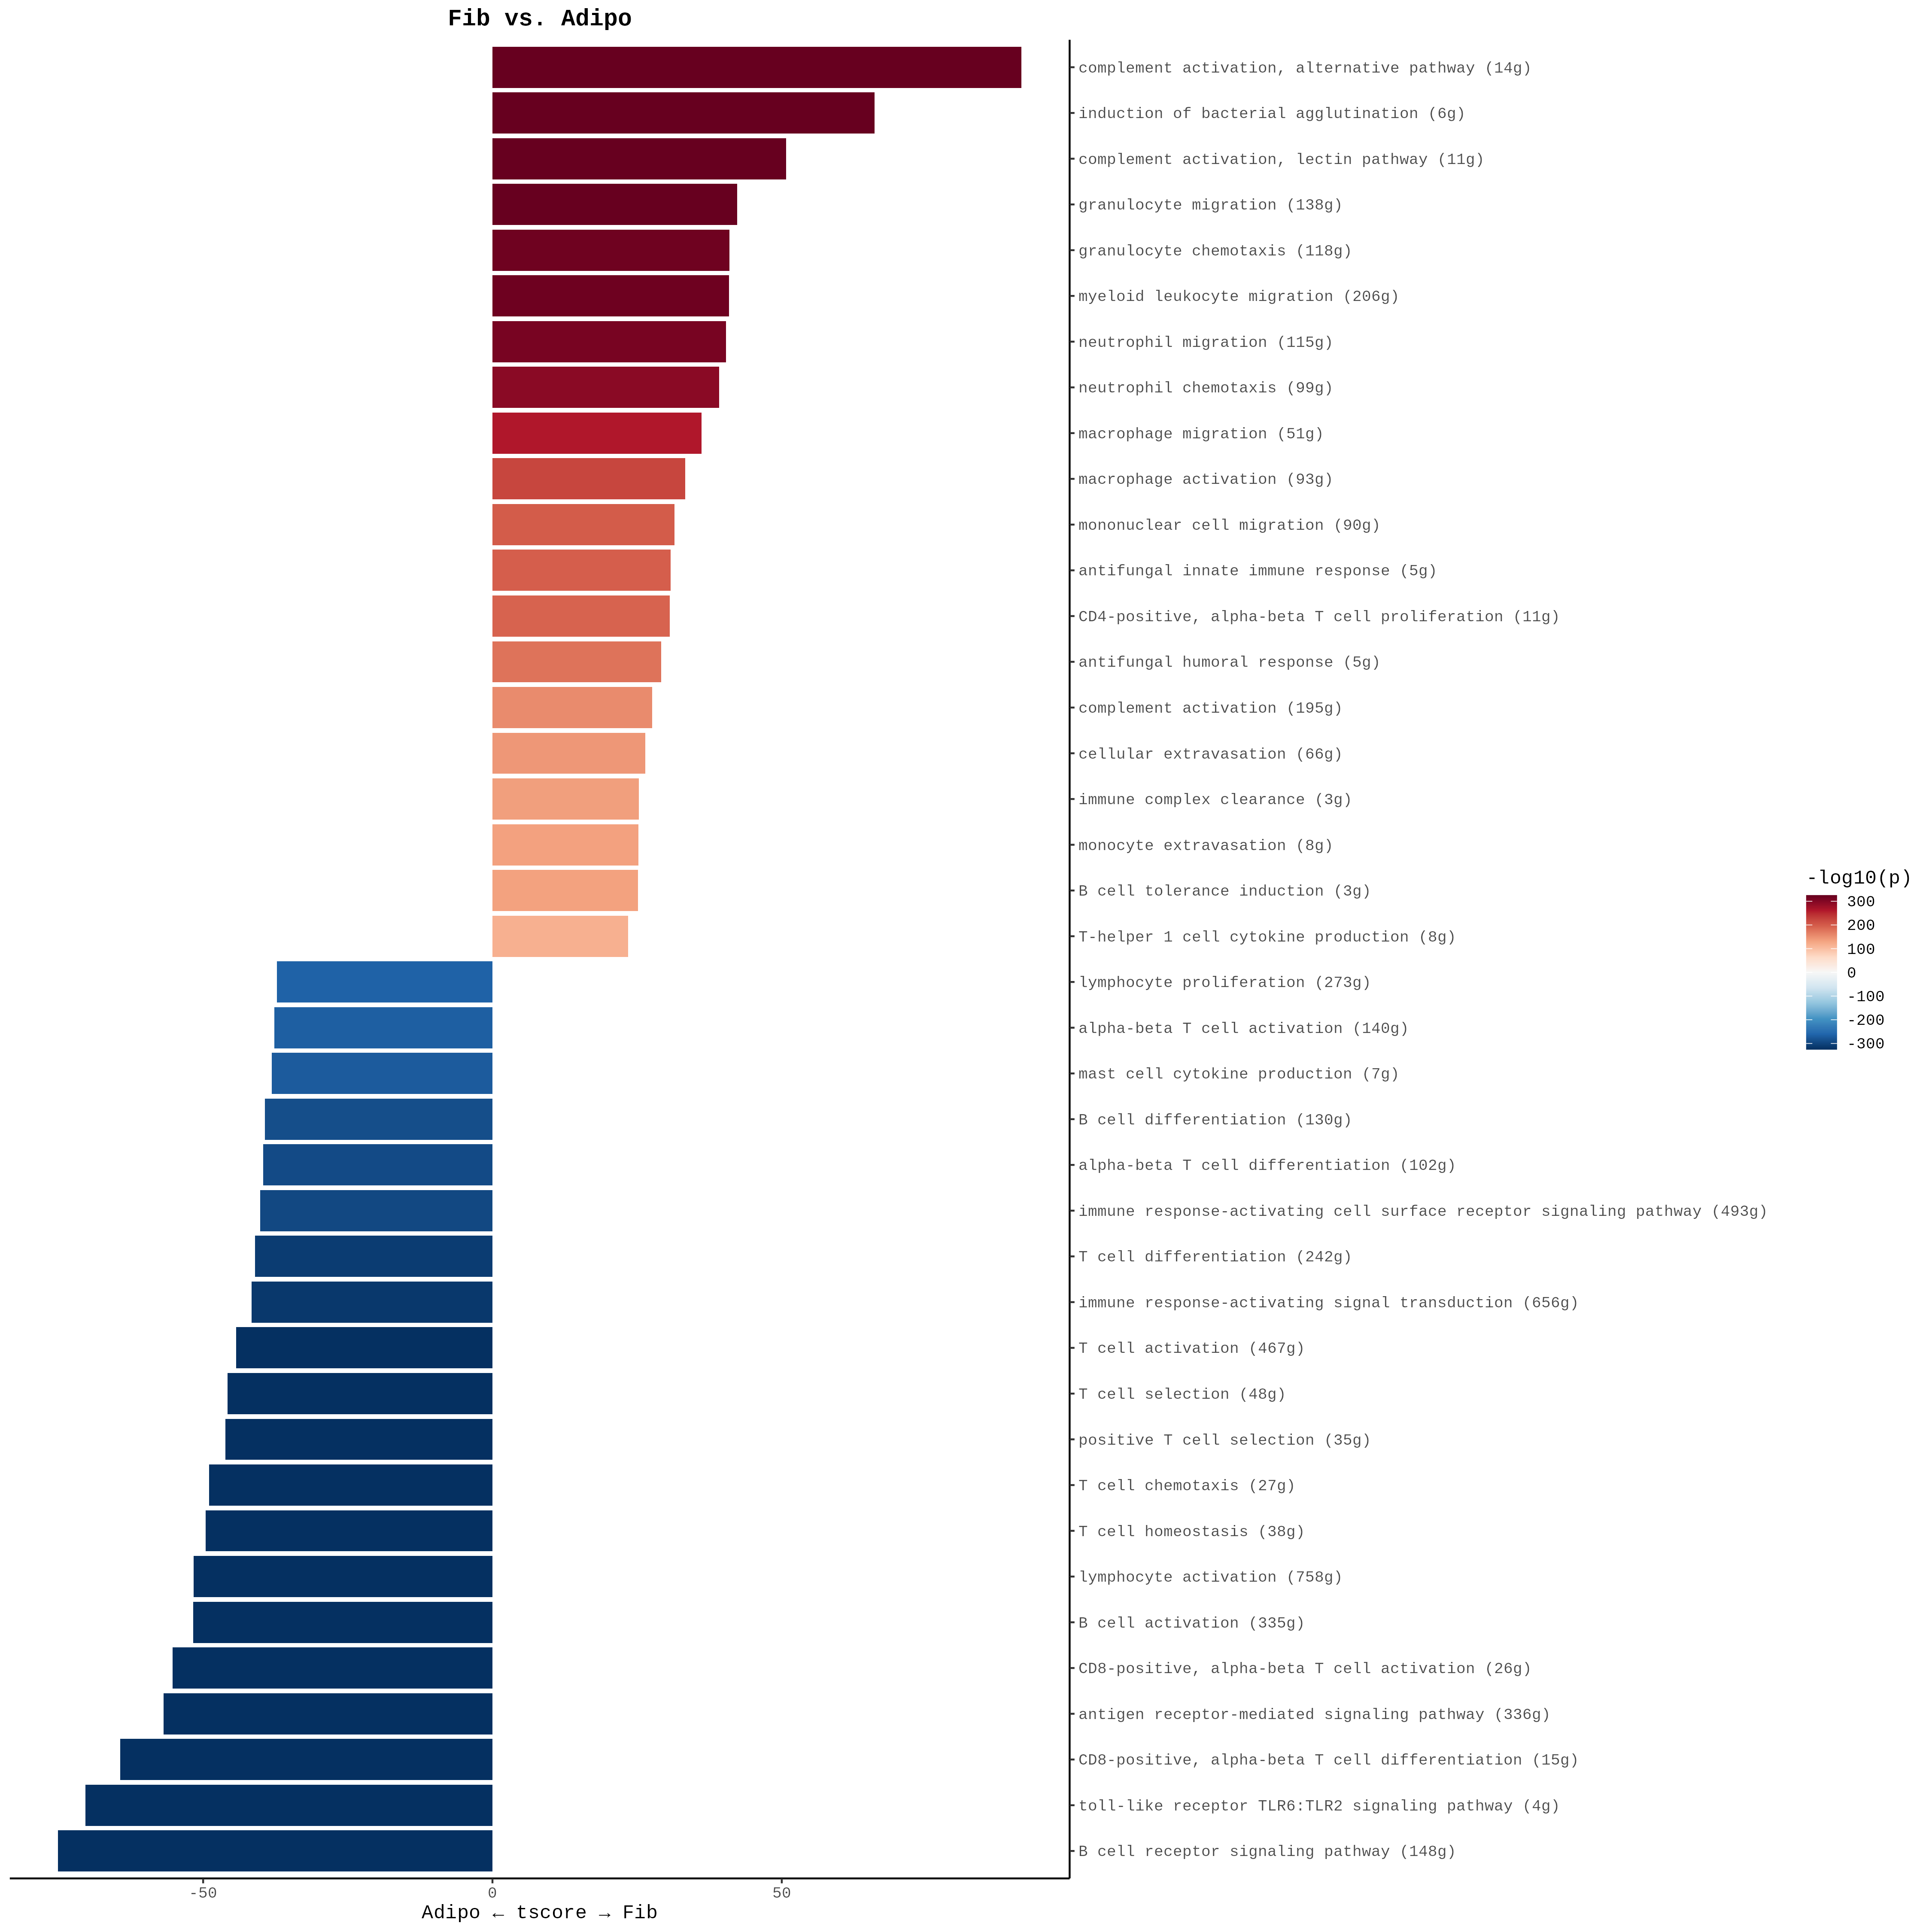 Fib vs. Adipo
complement activation, alternative pathway (14g)
induction of bacterial agglutination (6g)
complement activation, lectin pathway (11g)
granulocyte migration (138g)
granulocyte chemotaxis (118g)
myeloid leukocyte migration (206g)
neutrophil migration (115g)
neutrophil chemotaxis (99g)
macrophage migration (51g)
macrophage activation (93g)
mononuclear cell migration (90g)
antifungal innate immune response (5g)
CD4-positive, alpha-beta T cell proliferation (11g)
antifungal humoral response (5g)
complement activation (195g)
cellular extravasation (66g)
immune complex clearance (3g)
monocyte extravasation (8g)
B cell tolerance induction (3g)
T-helper 1 cell cytokine production (8g)
lymphocyte proliferation (273g)
alpha-beta T cell activation (140g)
mast cell cytokine production (7g)
B cell differentiation (130g)
alpha-beta T cell differentiation (102g)
immune response-activating cell surface receptor signaling pathway (493g)
T cell differentiation (242g)
immune response-activating signal transduction (656g)
T cell activation (467g)
T cell selection (48g)
positive T cell selection (35g)
T cell chemotaxis (27g)
T cell homeostasis (38g)
lymphocyte activation (758g)
B cell activation (335g)
CD8-positive, alpha-beta T cell activation (26g)
antigen receptor-mediated signaling pathway (336g)
CD8-positive, alpha-beta T cell differentiation (15g)
toll-like receptor TLR6:TLR2 signaling pathway (4g)
B cell receptor signaling pathway (148g)
-50 0 50
Adipo ← tscore → Fib
-log10(p)
300
200
100
0
-100
-200
-300